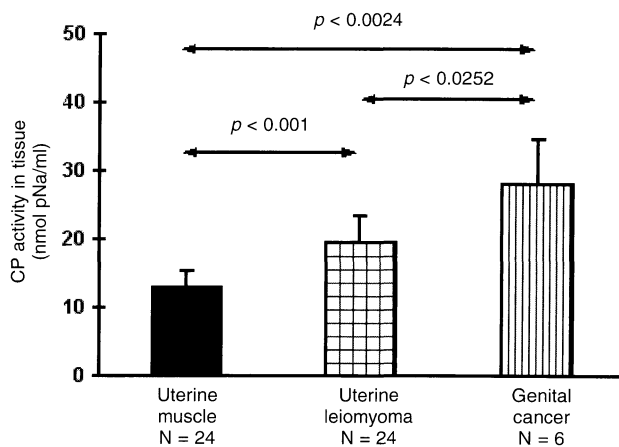 p < 0.0024
p < 0.0252
p < 0.001
CP activity in tissue
(nmol pNa/ml)
50
40
30
20
10
0
Uterine
muscle
N = 24
Uterine
leiomyoma
N = 24
Genital
cancer
N = 6